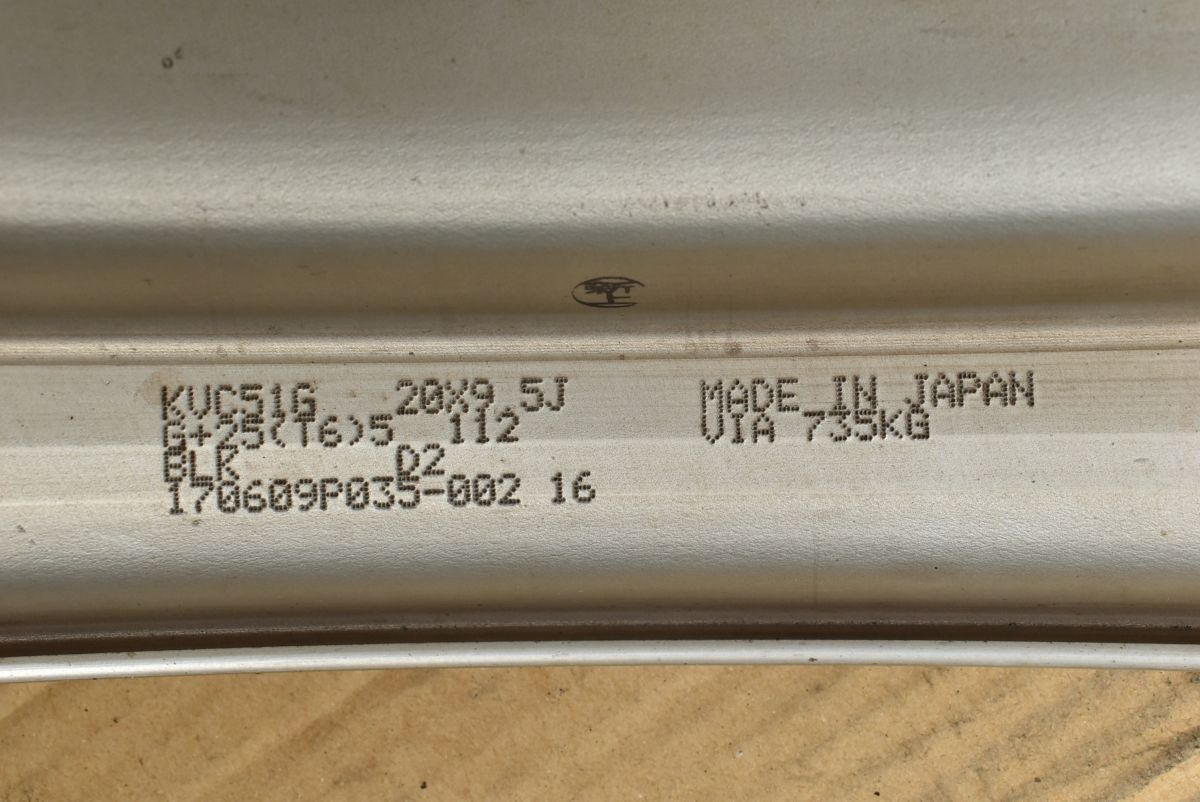 KVC51G 20X9 5J
G+25(T6)5 112
BLK D2
170609P035-002 16
MADE IN JAPAN
VIA 735KG